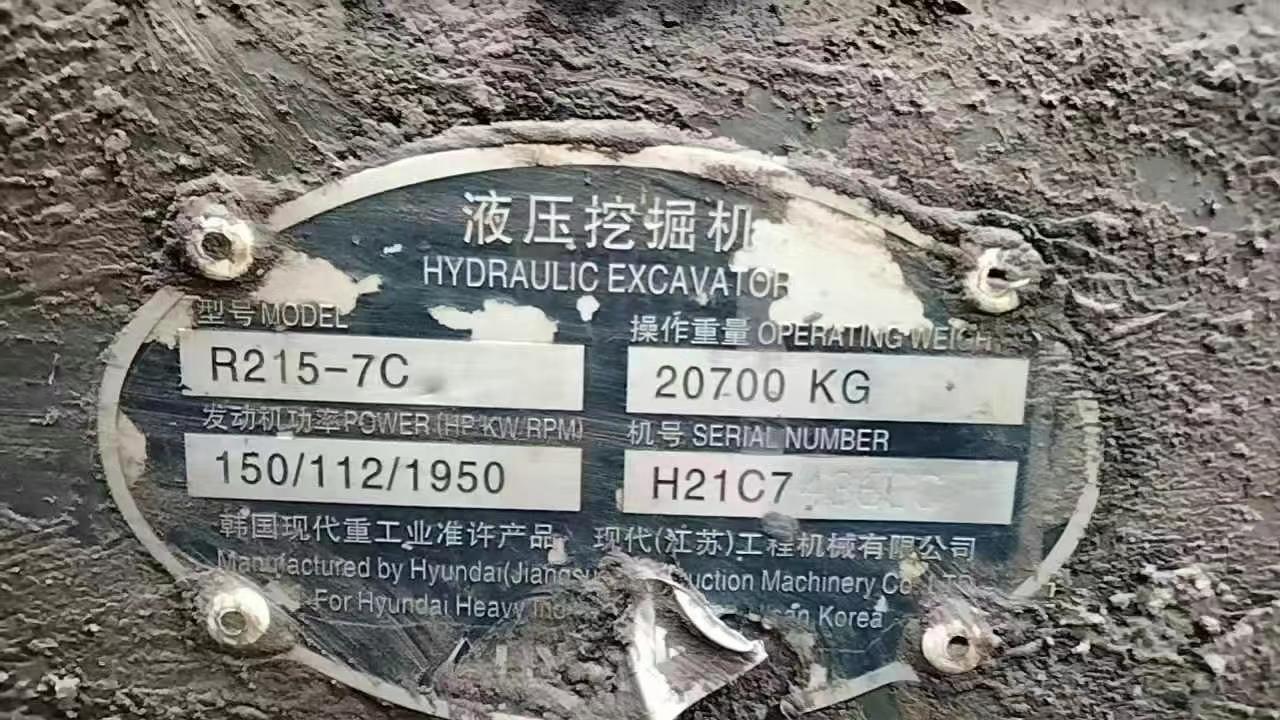 液压挖掘机
HYDRAULIC EXCAVATOR
型号 MODEL
R215-7C
操作重量 OPERATING WEIGH
20700 KG
发动机功率 POWER (HP/KW/RPM)
150/112/1950
机号 SERIAL NUMBER
H21C7
韩国现代重工业准许产品
现代(江苏)工程机械有限公司
Manufactured by Hyundai(Jiangsu Machinery Co.,LTD
For Hyundai Heavy Korea